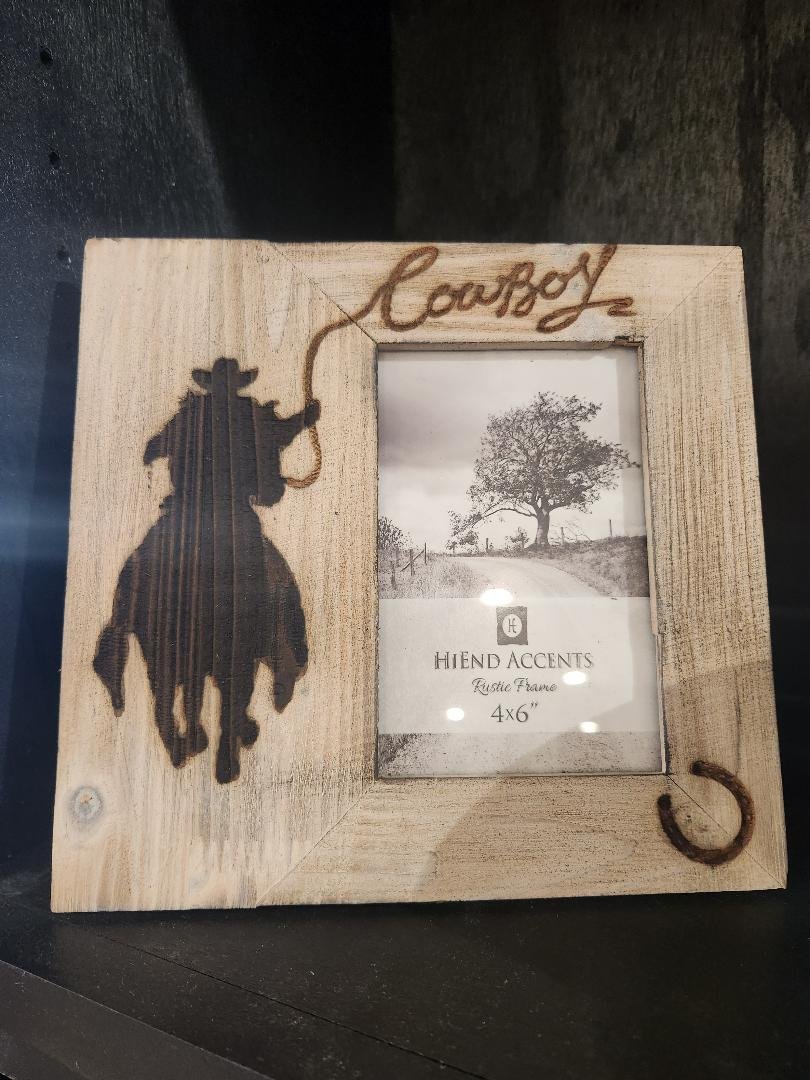 CowBoy
H
HiEnd Accents
Rustic Frame
4x6"